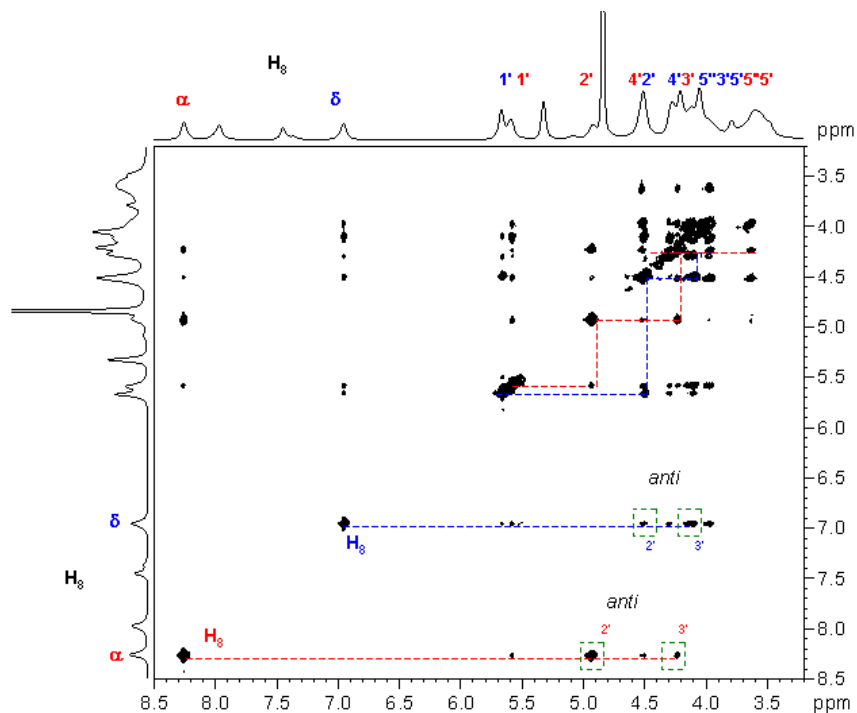 H8
1' 1' 2' 4'2' 4'3' 5''3'5'5''5'
α δ
ppm
3.5
4.0
4.5
5.0
5.5
6.0
anti
6.5
δ
7.0
H8
2' 3'
7.5
H8
anti
8.0
H8
2' 3'
α
8.5
8.5 8.0 7.5 7.0 6.5 6.0 5.5 5.0 4.5 4.0 3.5 ppm